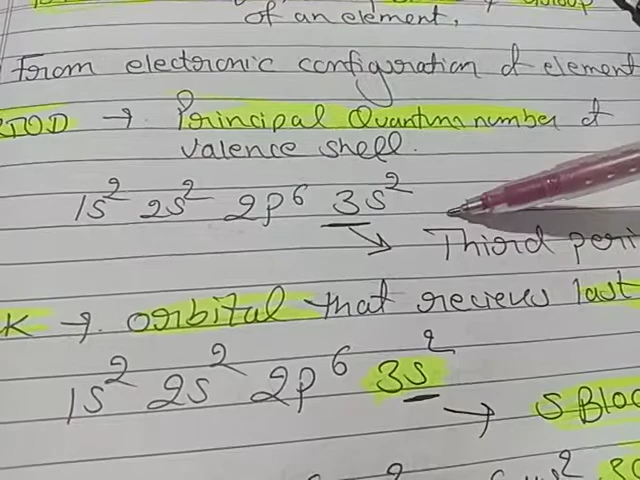 of an element,
From electronic configuration of element
RIOD → Principal Quantum number of
valence shell.
1s² 2s² 2p⁶ 3s²
→ Third peri
K → orbital that recieves last
1s² 2s² 2p⁶ 3s²
→ S Bloc